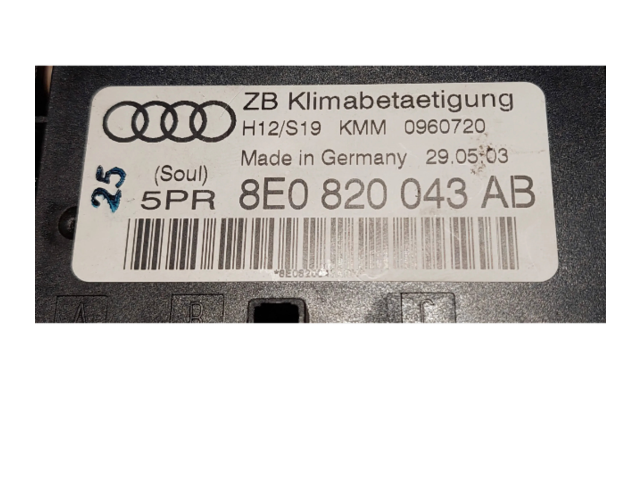 ZB Klimabetaetigung
H12/S19 KMM 0960720
Made in Germany 29.05.03
(Soul)
5PR 8E0 820 043 AB
25
A B C